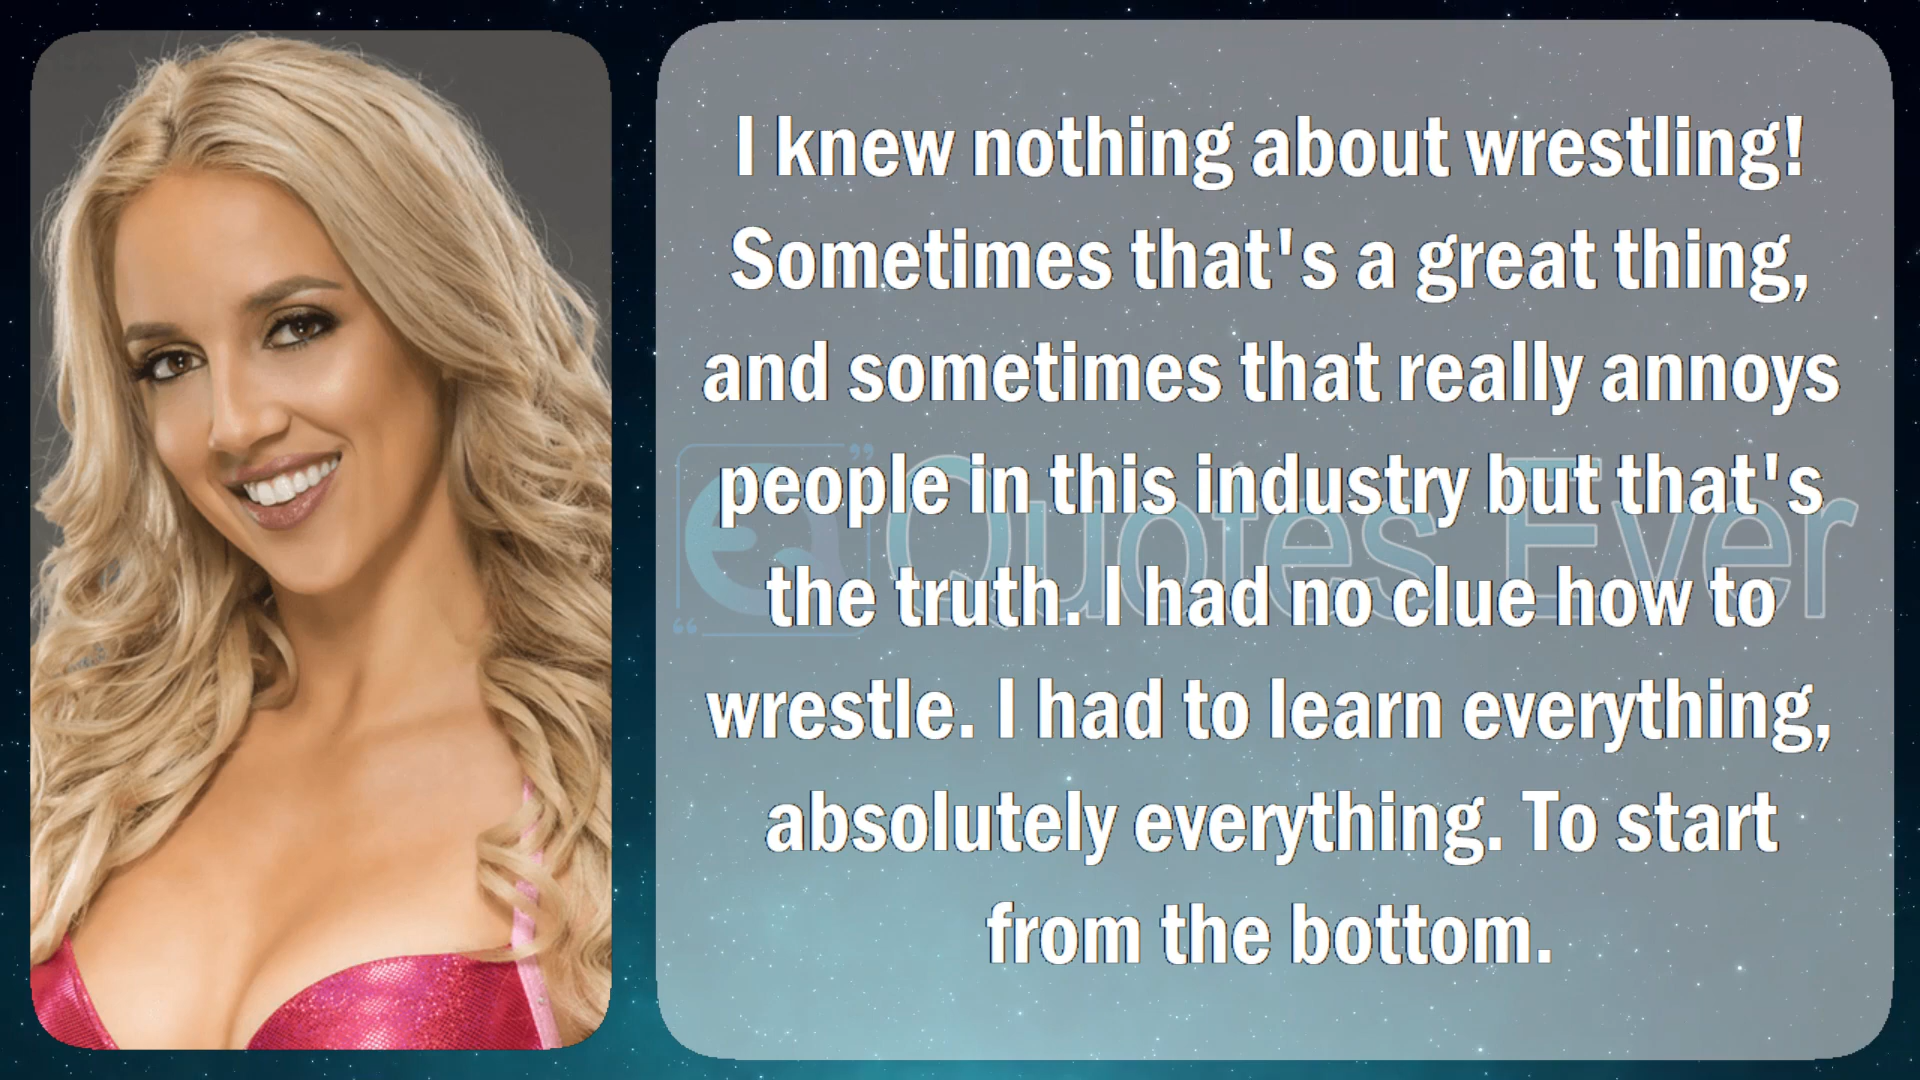 I knew nothing about wrestling!
Sometimes that's a great thing,
and sometimes that really annoys
people in this industry but that's
the truth. I had no clue how to
wrestle. I had to learn everything,
absolutely everything. To start
from the bottom.
Quotes Ever